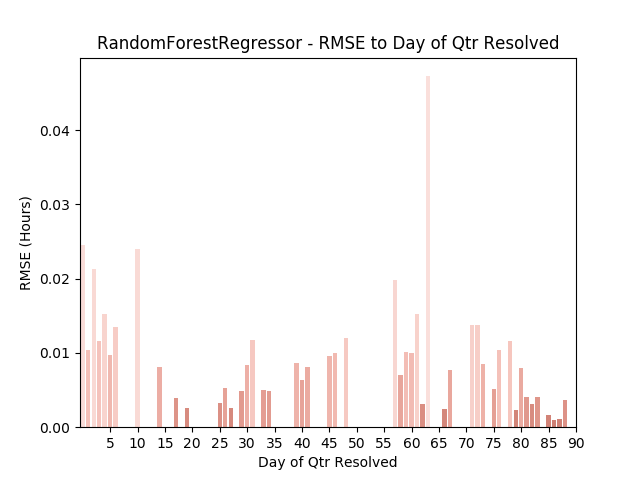 RandomForestRegressor - RMSE to Day of Qtr Resolved
0.04
0.03
0.02
0.01
0.00
RMSE (Hours)
5 10 15 20 25 30 35 40 45 50 55 60 65 70 75 80 85 90
Day of Qtr Resolved